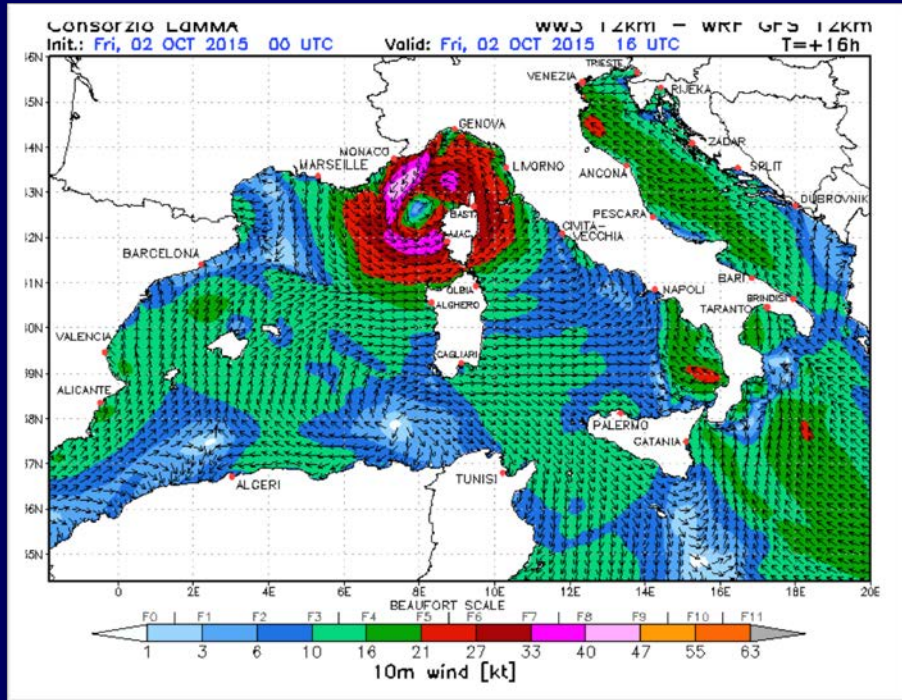 Consorzio LaMMA WW3 12km – WRF GFS 12km
Init.: Fri, 02 OCT 2015 00 UTC Valid: Fri, 02 OCT 2015 16 UTC T=+16h
46N
TRIESTE
VENEZIA
RIJEKA
45N
GENOVA
ZADAR
44N
MONACO
MARSEILLE
LIVORNO
ANCONA
SPLIT
43N
DUBROVNIK
BAST
PESCARA
CIVITA-
VECCHIA
42N
MAC
BARCELONA
BARI
41N
OLBIA
NAPOLI
BRINDISI
ALGHERO
TARANTO
40N
VALENCIA
CAGLIARI
39N
ALICANTE
38N
PALERMO
CATANIA
37N
ALGERI
TUNISI
36N
35N
0 2E 4E 6E 8E 10E 12E 14E 16E 18E 20E
BEAUFORT SCALE
F0 F1 F2 F3 F4 F5 F6 F7 F8 F9 F10 F11
1 3 6 10 16 21 27 33 40 47 55 63
10m wind [kt]